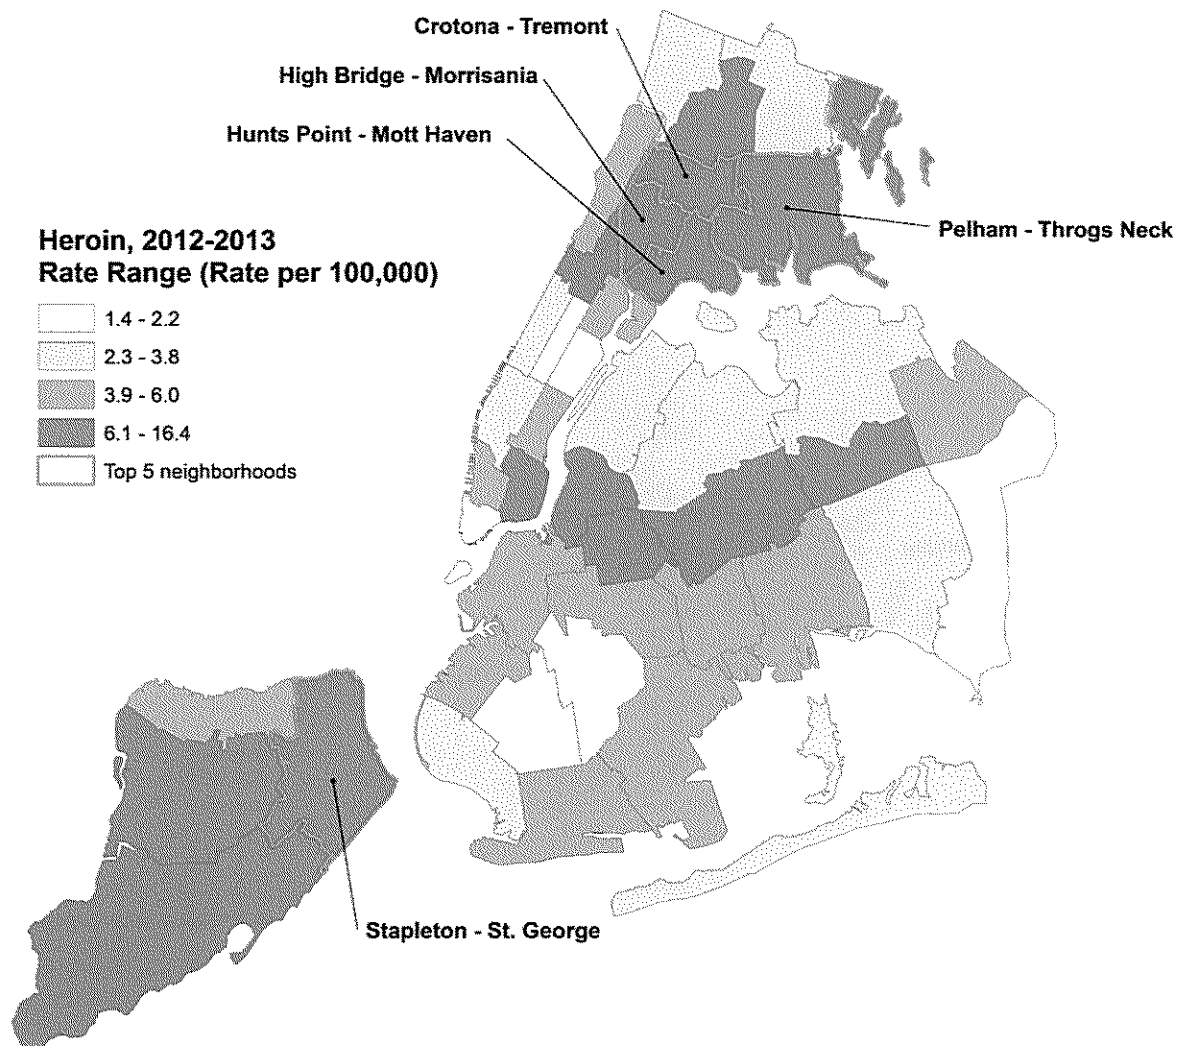 Crotona - Tremont
High Bridge - Morrisania
Hunts Point - Mott Haven
Pelham - Throgs Neck
Heroin, 2012-2013
Rate Range (Rate per 100,000)
1.4 - 2.2
2.3 - 3.8
3.9 - 6.0
6.1 - 16.4
Top 5 neighborhoods
Stapleton - St. George